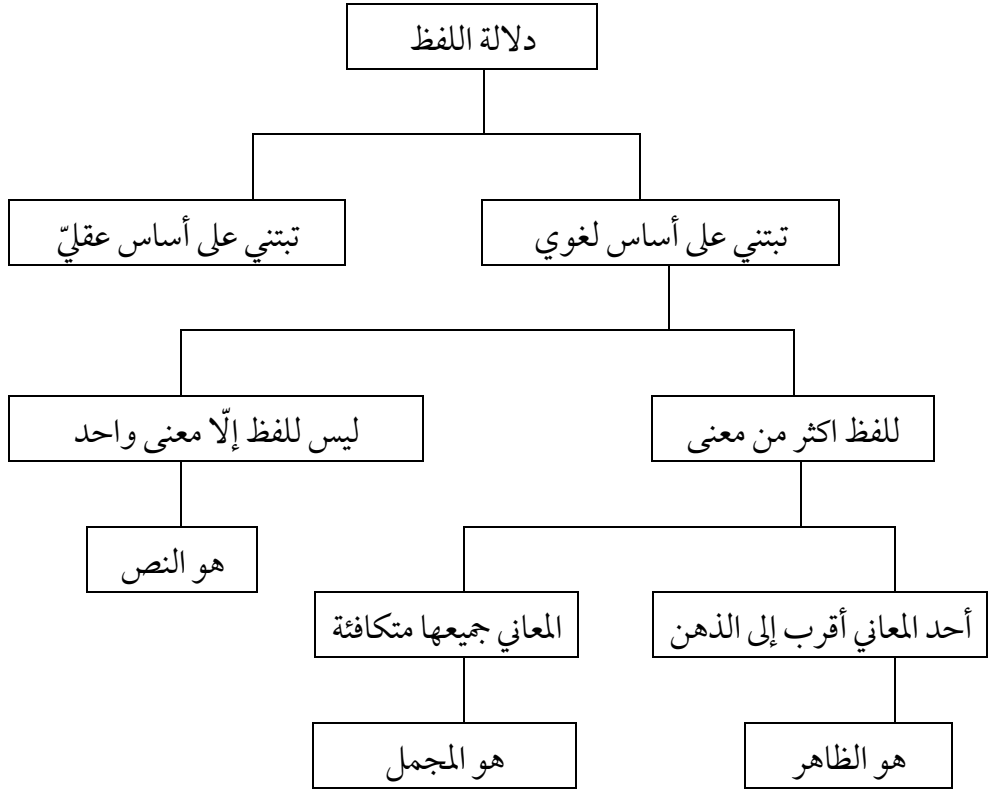 دلالة اللفظ
تبتني على أساس لغوي
تبتني على أساس عقليّ
للفظ اكثر من معنى
ليس للفظ إلّا معنى واحد
هو النص
أحد المعاني أقرب إلى الذهن
المعاني جميعها متكافئة
هو الظاهر
هو المجمل